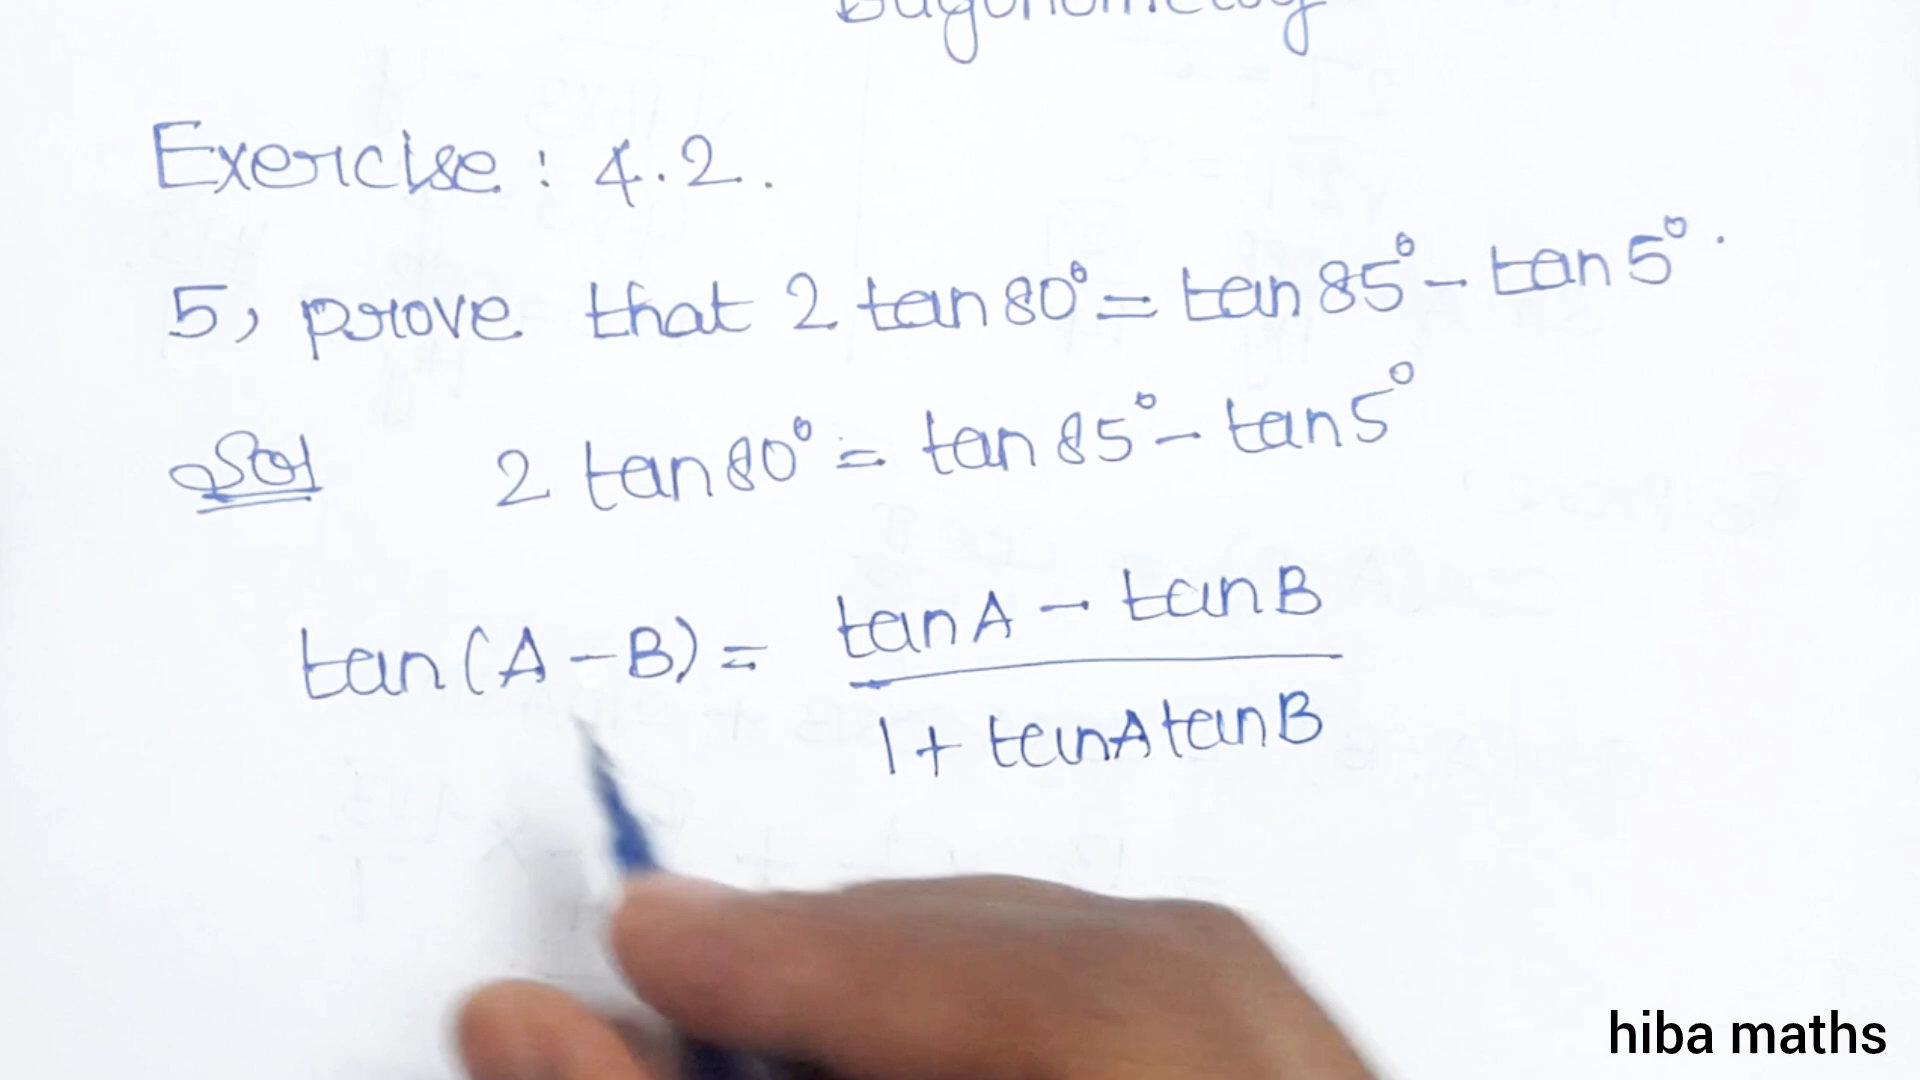 Trigonometry
Exercise : 4.2.
5, prove that 2 tan 80° = tan 85° - tan 5°.
Sol 2 tan 80° = tan 85° - tan 5°
tan (A - B) = tan A - tan B
1 + tan A tan B
hiba maths